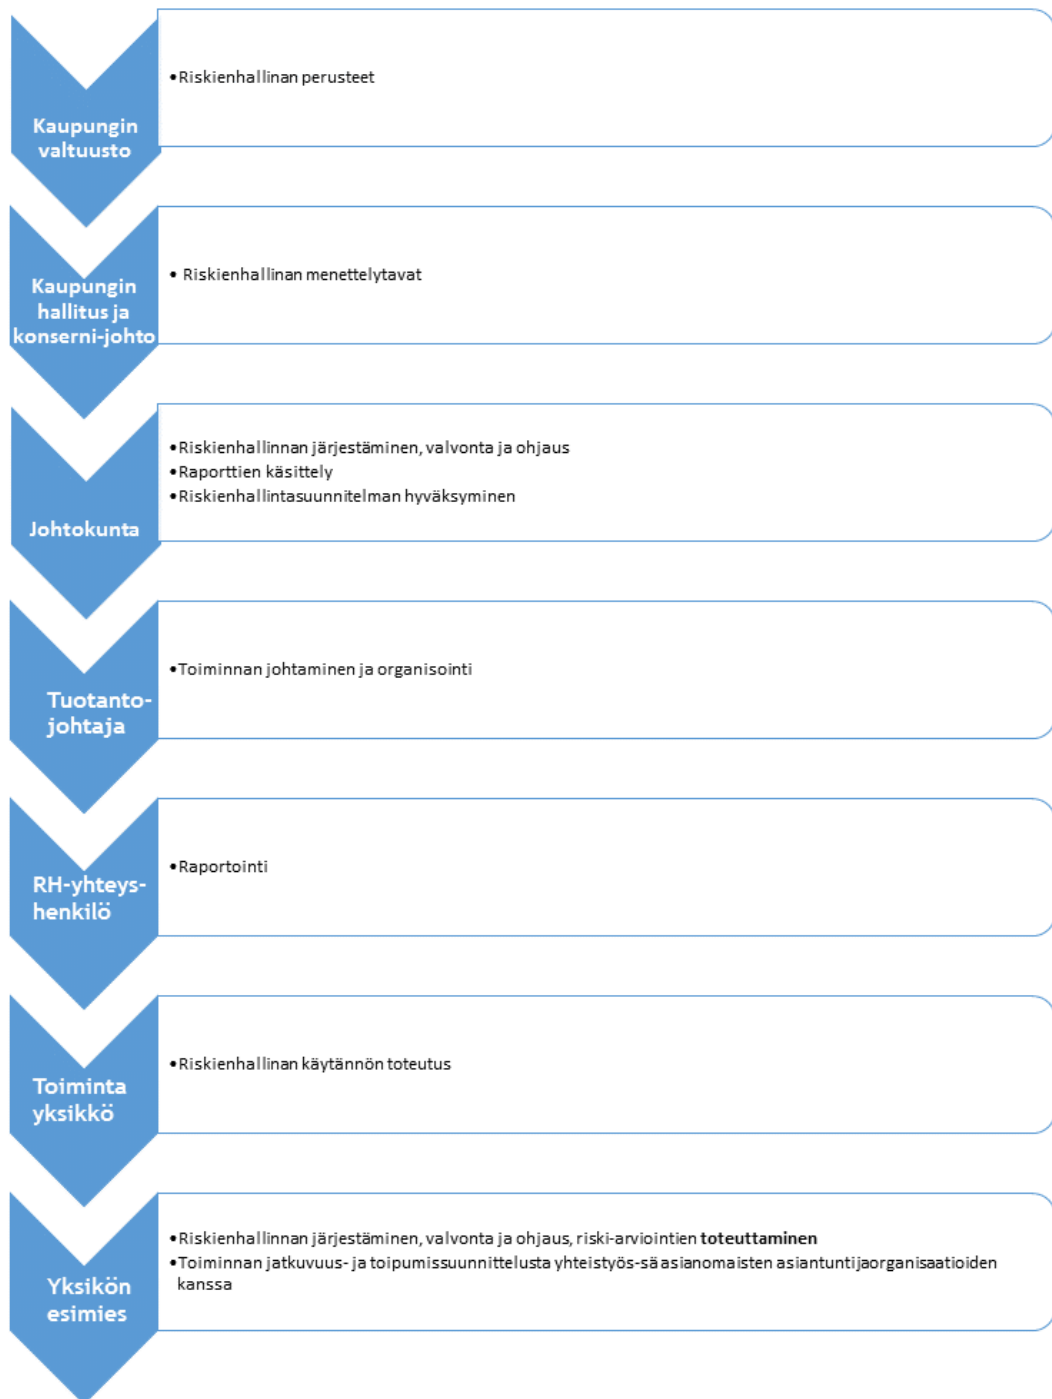 Kaupungin
valtuusto
•Riskienhallinan perusteet
Kaupungin
hallitus ja
konserni-johto
• Riskienhallinan menettelytavat
Johtokunta
•Riskienhallinnan järjestäminen, valvonta ja ohjaus
•Raporttien käsittely
•Riskienhallintasuunnitelman hyväksyminen
Tuotanto-
johtaja
•Toiminnan johtaminen ja organisointi
RH-yhteys-
henkilö
•Raportointi
Toiminta
yksikkö
•Riskienhallinan käytännön toteutus
Yksikön
esimies
•Riskienhallinnan järjestäminen, valvonta ja ohjaus, riski-arviointien toteuttaminen
•Toiminnan jatkuvuus- ja toipumissuunnittelusta yhteistyös-sä asianomaisten asiantuntijaorganisaatioiden
kanssa